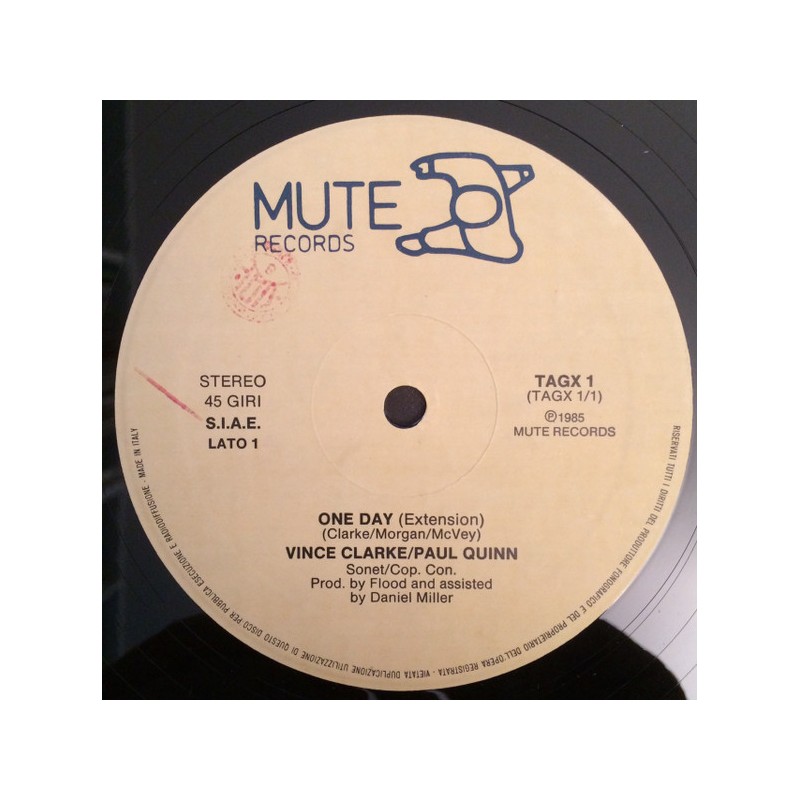 MUTE
RECORDS
STEREO
45 GIRI
S.I.A.E.
LATO 1
TAGX 1
(TAGX 1/1)
℗1985
MUTE RECORDS
ONE DAY (Extension)
(Clarke/Morgan/McVey)
VINCE CLARKE/PAUL QUINN
Sonet/Cop. Con.
Prod. by Flood and assisted
by Daniel Miller
RISERVATI TUTTI I DIRITTI DEL PRODUTTORE FONOGRAFICO E DEL PROPRIETARIO DELL'OPERA REGISTRATA - VIETATA DUPLICAZIONE UTILIZZAZIONE DI QUESTO DISCO PER PUBBLICA ESECUZIONE E RADIODIFFUSIONE - MADE IN ITALY